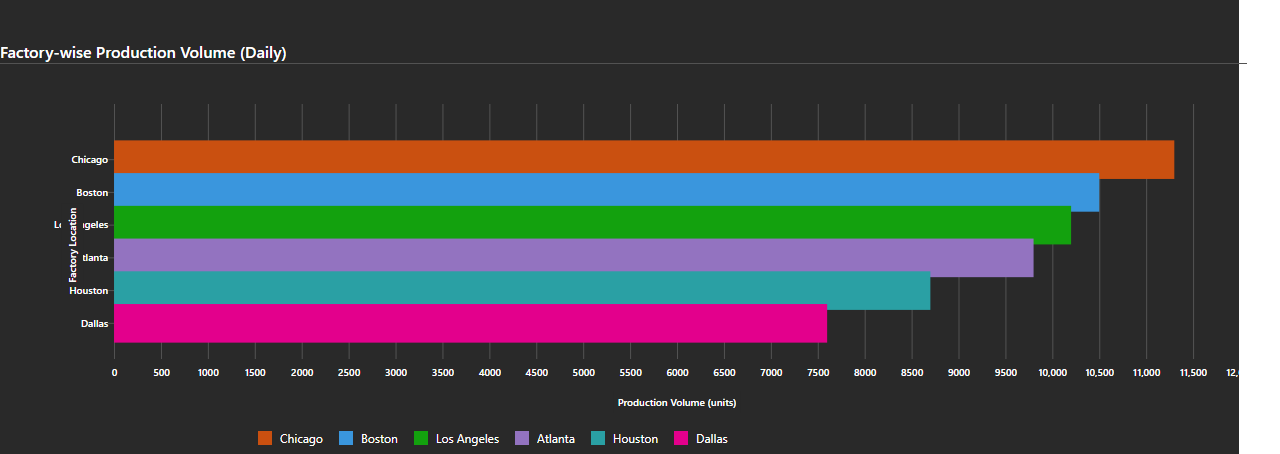 Factory-wise Production Volume (Daily)
Chicago
Boston
geles
Factory Location
tlanta
Houston
Dallas
0 500 1000 1500 2000 2500 3000 3500 4000 4500 5000 5500 6000 6500 7000 7500 8000 8500 9000 9500 10,000 10,500 11,000 11,500
Production Volume (units)
Chicago Boston Los Angeles Atlanta Houston Dallas